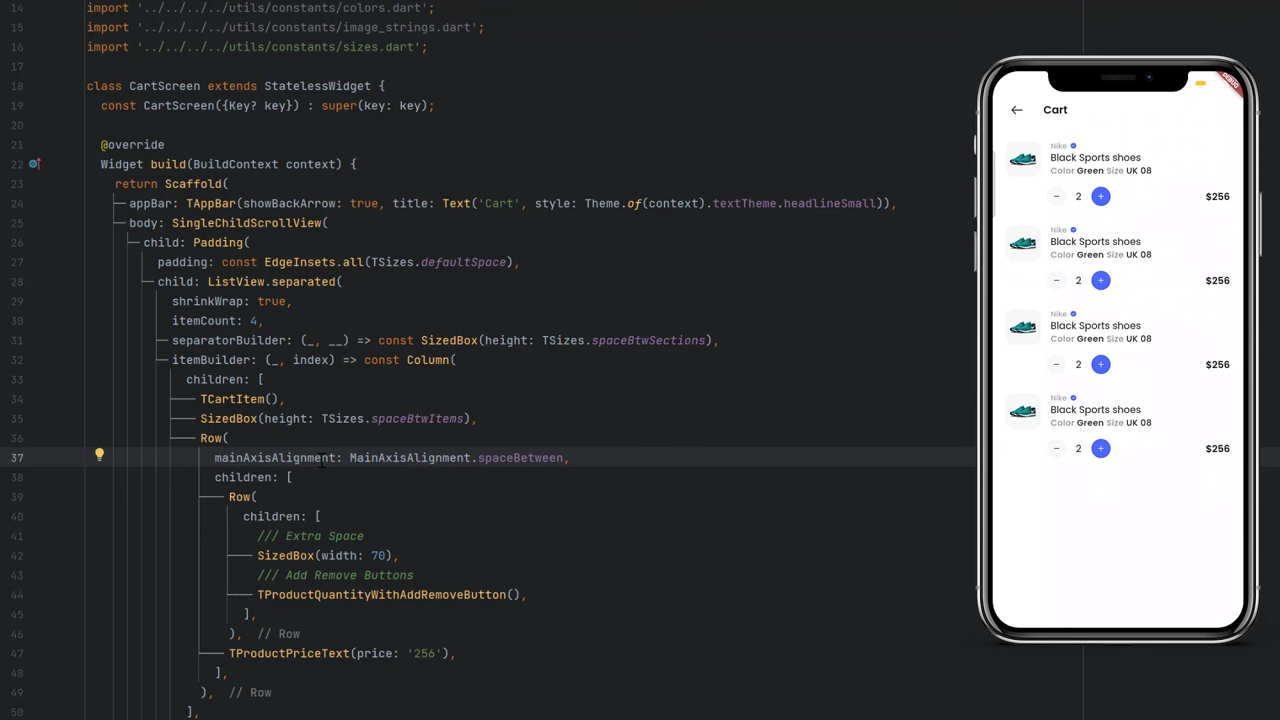 14 import '../../../../utils/constants/colors.dart';
15 import '../../../../utils/constants/image_strings.dart';
16 import '../../../../utils/constants/sizes.dart';
17
18 class CartScreen extends StatelessWidget {
19 const CartScreen({Key? key}) : super(key: key);
20
21 @override
22 Widget build(BuildContext context) {
23 return Scaffold(
24 appBar: TAppBar(showBackArrow: true, title: Text('Cart', style: Theme.of(context).textTheme.headlineSmall)),
25 body: SingleChildScrollView(
26 child: Padding(
27 padding: const EdgeInsets.all(TSizes.defaultSpace),
28 child: ListView.separated(
29 shrinkWrap: true,
30 itemCount: 4,
31 separatorBuilder: (_, __) => const SizedBox(height: TSizes.spaceBtwSections),
32 itemBuilder: (_, index) => const Column(
33 children: [
34 TCartItem(),
35 SizedBox(height: TSizes.spaceBtwItems),
36 Row(
37 mainAxisAlignment: MainAxisAlignment.spaceBetween,
38 children: [
39 Row(
40 children: [
41 /// Extra Space
42 SizedBox(width: 70),
43 /// Add Remove Buttons
44 TProductQuantityWithAddRemoveButton(),
45 ],
46 ), // Row
47 TProductPriceText(price: '256'),
48 ],
49 ), // Row
50 ],
DEBUG
← Cart
Nike
Black Sports shoes
Color Green Size UK 08
− 2 + $256
Nike
Black Sports shoes
Color Green Size UK 08
− 2 + $256
Nike
Black Sports shoes
Color Green Size UK 08
− 2 + $256
Nike
Black Sports shoes
Color Green Size UK 08
− 2 + $256